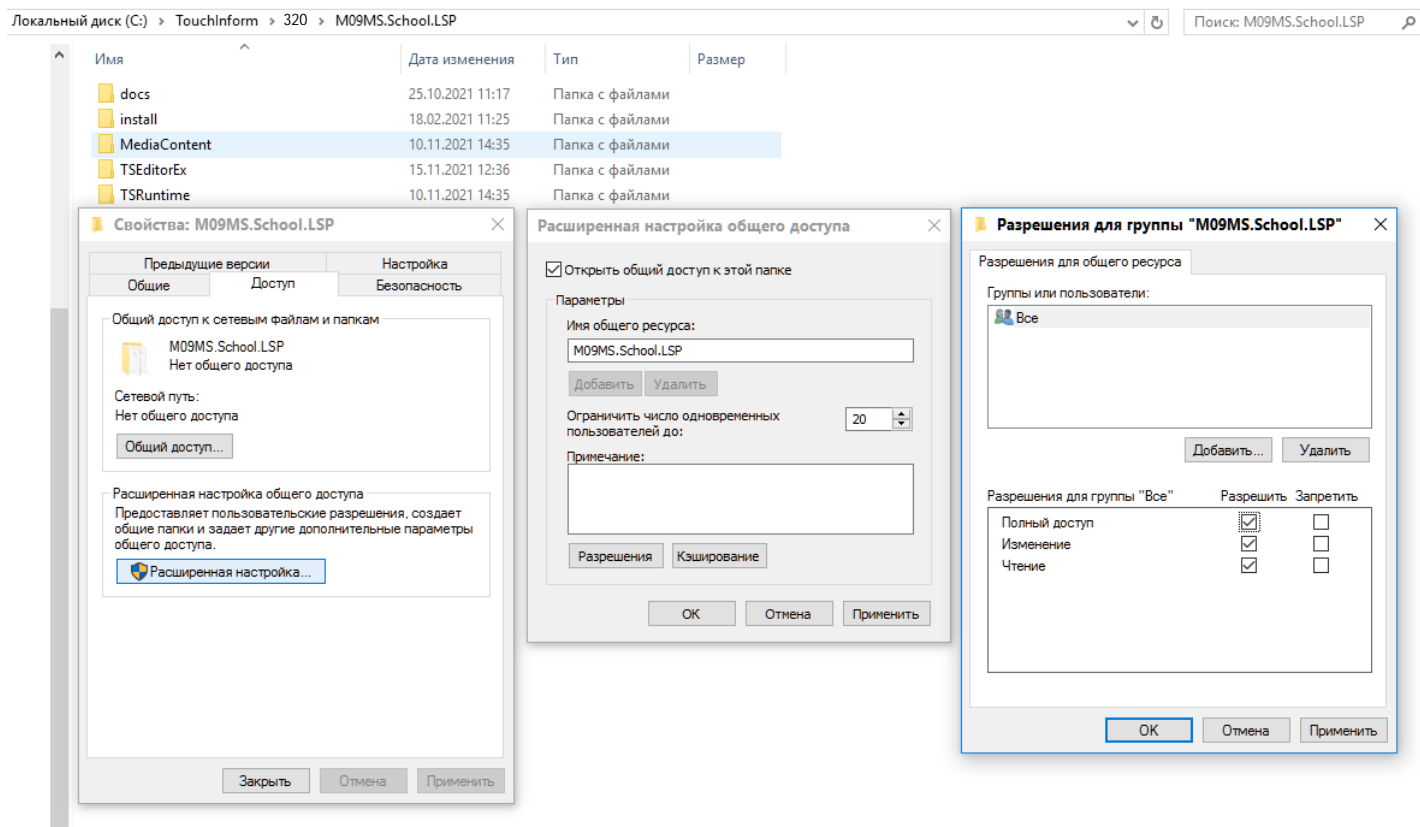 Локальный диск (C:) › TouchInform › 320 › M09MS.School.LSP
Поиск: M09MS.School.LSP
Имя Дата изменения Тип Размер
docs 25.10.2021 11:17 Папка с файлами
install 18.02.2021 11:25 Папка с файлами
MediaContent 10.11.2021 14:35 Папка с файлами
TSEditorEx 15.11.2021 12:36 Папка с файлами
TSRuntime 10.11.2021 14:35 Папка с файлами
Свойства: M09MS.School.LSP
Предыдущие версии Настройка
Общие Доступ Безопасность
Общий доступ к сетевым файлам и папкам
M09MS.School.LSP
Нет общего доступа
Сетевой путь:
Нет общего доступа
Общий доступ...
Расширенная настройка общего доступа
Предоставляет пользовательские разрешения, создает
общие папки и задает другие дополнительные параметры
общего доступа.
Расширенная настройка...
Закрыть Отмена Применить
Расширенная настройка общего доступа
Открыть общий доступ к этой папке
Параметры
Имя общего ресурса:
M09MS.School.LSP
Добавить Удалить
Ограничить число одновременных
пользователей до:
20
Примечание:
Разрешения Кэширование
ОК Отмена Применить
Разрешения для группы "M09MS.School.LSP"
Разрешения для общего ресурса
Группы или пользователи:
Все
Добавить... Удалить
Разрешения для группы "Все" Разрешить Запретить
Полный доступ
Изменение
Чтение
ОК Отмена Применить